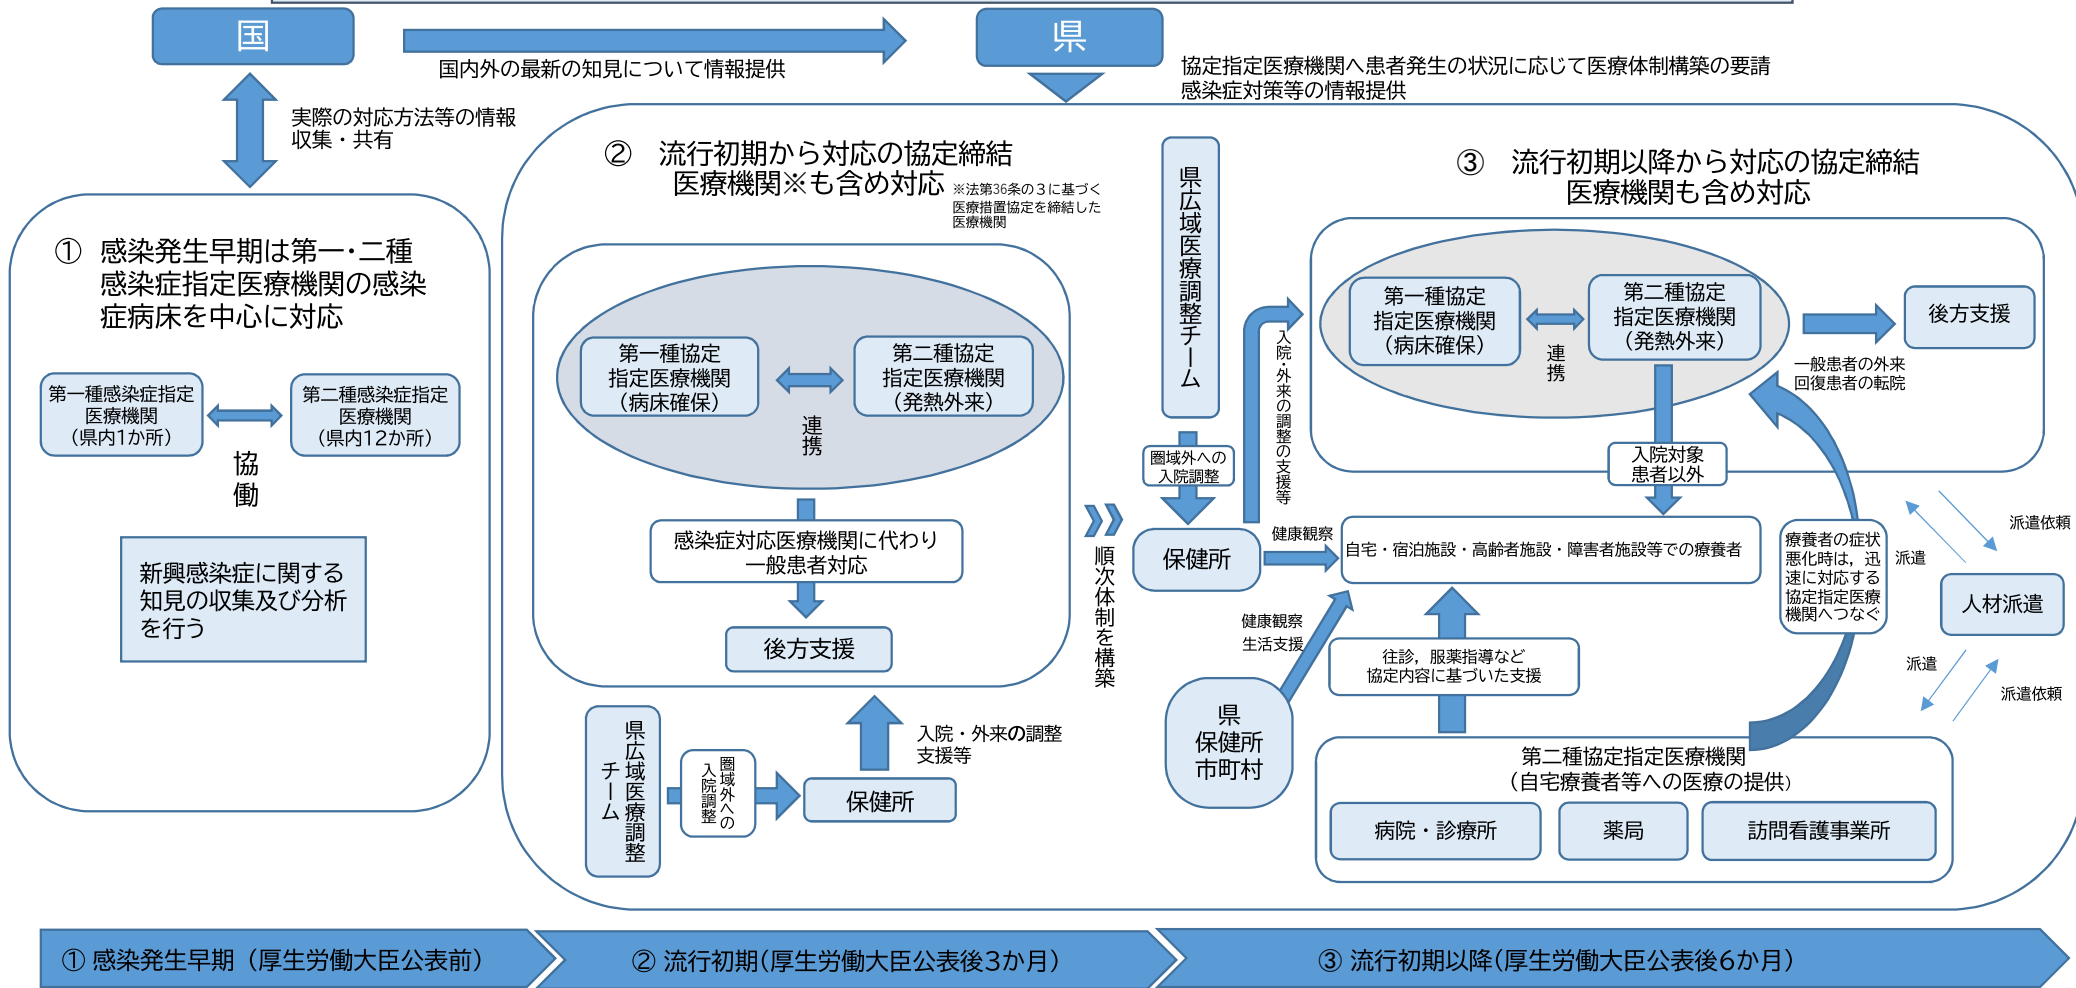 国
県
国内外の最新の知見について情報提供
協定指定医療機関へ患者発生の状況に応じて医療体制構築の要請
感染症対策等の情報提供
実際の対応方法等の情報
収集・共有
① 感染発生早期は第一・二種
感染症指定医療機関の感染
症病床を中心に対応
第一種感染症指定
医療機関
（県内1か所）
第二種感染症指定
医療機関
（県内12か所）
協
働
新興感染症に関する
知見の収集及び分析
を行う
② 流行初期から対応の協定締結
医療機関※も含め対応
※法第36条の３に基づく
医療措置協定を締結した
医療機関
第一種協定
指定医療機関
（病床確保）
第二種協定
指定医療機関
（発熱外来）
連
携
感染症対応医療機関に代わり
一般患者対応
後方支援
県広域医療調整
チーム
圏域外への
入院調整
保健所
入院・外来の調整
支援等
順次体制を構築
③ 流行初期以降から対応の協定締結
医療機関も含め対応
県広域医療調整チーム
圏域外への
入院調整
保健所
入院・外来の調整の支援等
第一種協定
指定医療機関
（病床確保）
第二種協定
指定医療機関
（発熱外来）
連
携
後方支援
一般患者の外来
回復患者の転院
入院対象
患者以外
健康観察
自宅・宿泊施設・高齢者施設・障害者施設等での療養者
健康観察
生活支援
県
保健所
市町村
往診，服薬指導など
協定内容に基づいた支援
療養者の症状
悪化時は，迅
速に対応する
協定指定医療
機関へつなぐ
派遣依頼
派遣
人材派遣
派遣
派遣依頼
第二種協定指定医療機関
（自宅療養者等への医療の提供）
病院・診療所
薬局
訪問看護事業所
① 感染発生早期（厚生労働大臣公表前）
② 流行初期（厚生労働大臣公表後3か月）
③ 流行初期以降（厚生労働大臣公表後6か月）